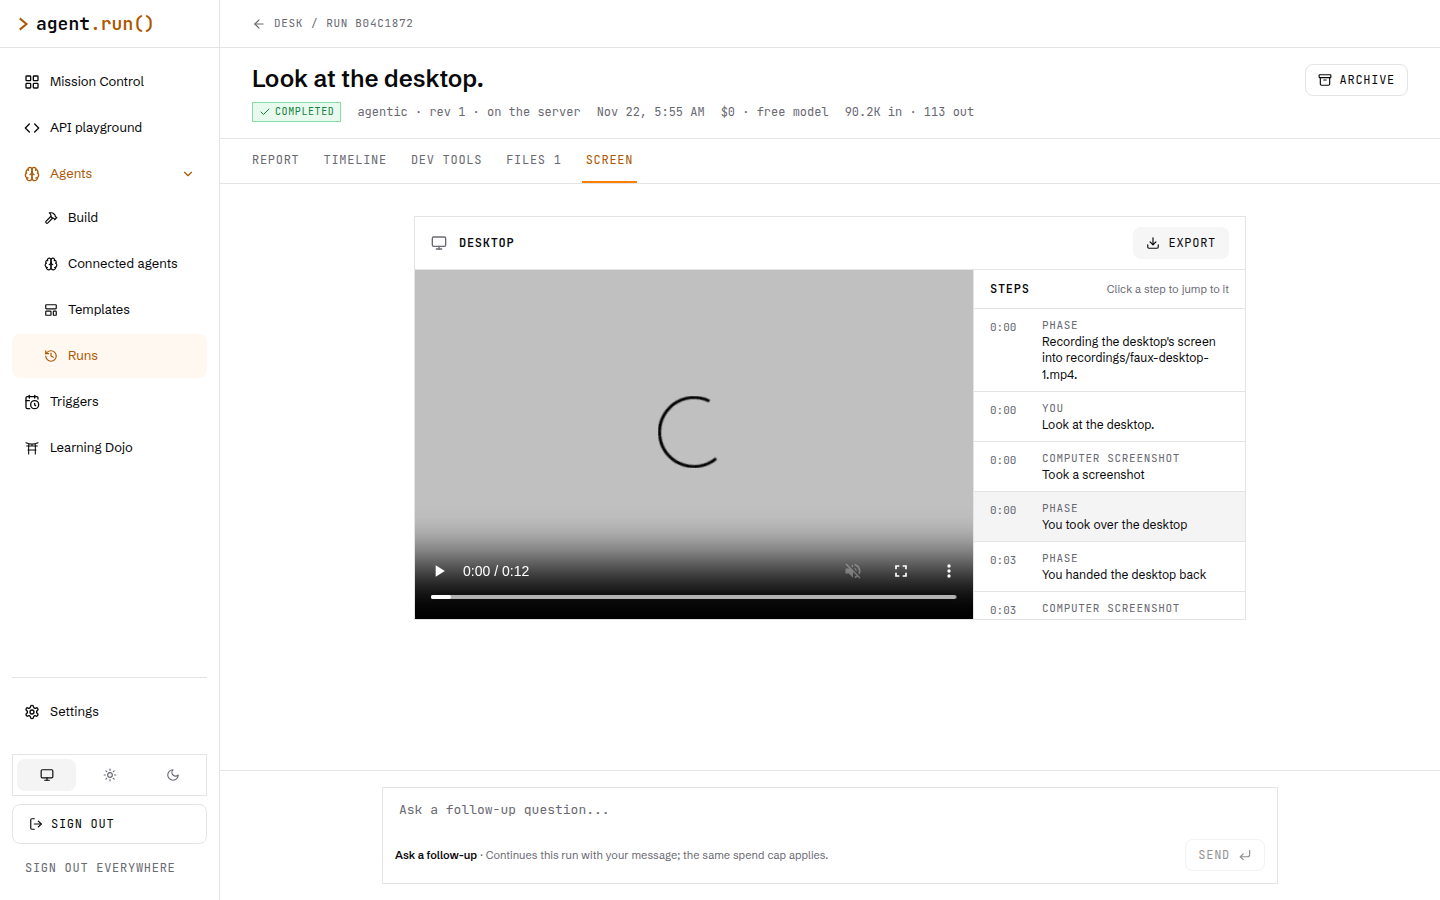 agent.run()
DESK / RUN B04C1872
Mission Control
API playground
Agents
Build
Connected agents
Templates
Runs
Triggers
Learning Dojo
Settings
SIGN OUT
SIGN OUT EVERYWHERE
Look at the desktop.
ARCHIVE
COMPLETED agentic · rev 1 · on the server Nov 22, 5:55 AM $0 · free model 90.2K in · 113 out
REPORT TIMELINE DEV TOOLS FILES 1 SCREEN
DESKTOP
EXPORT
0:00 / 0:12
STEPS Click a step to jump to it
0:00 PHASE
Recording the desktop's screen
into recordings/faux-desktop-
1.mp4.
0:00 YOU
Look at the desktop.
0:00 COMPUTER SCREENSHOT
Took a screenshot
0:00 PHASE
You took over the desktop
0:03 PHASE
You handed the desktop back
0:03 COMPUTER SCREENSHOT
Ask a follow-up question...
Ask a follow-up · Continues this run with your message; the same spend cap applies.
SEND